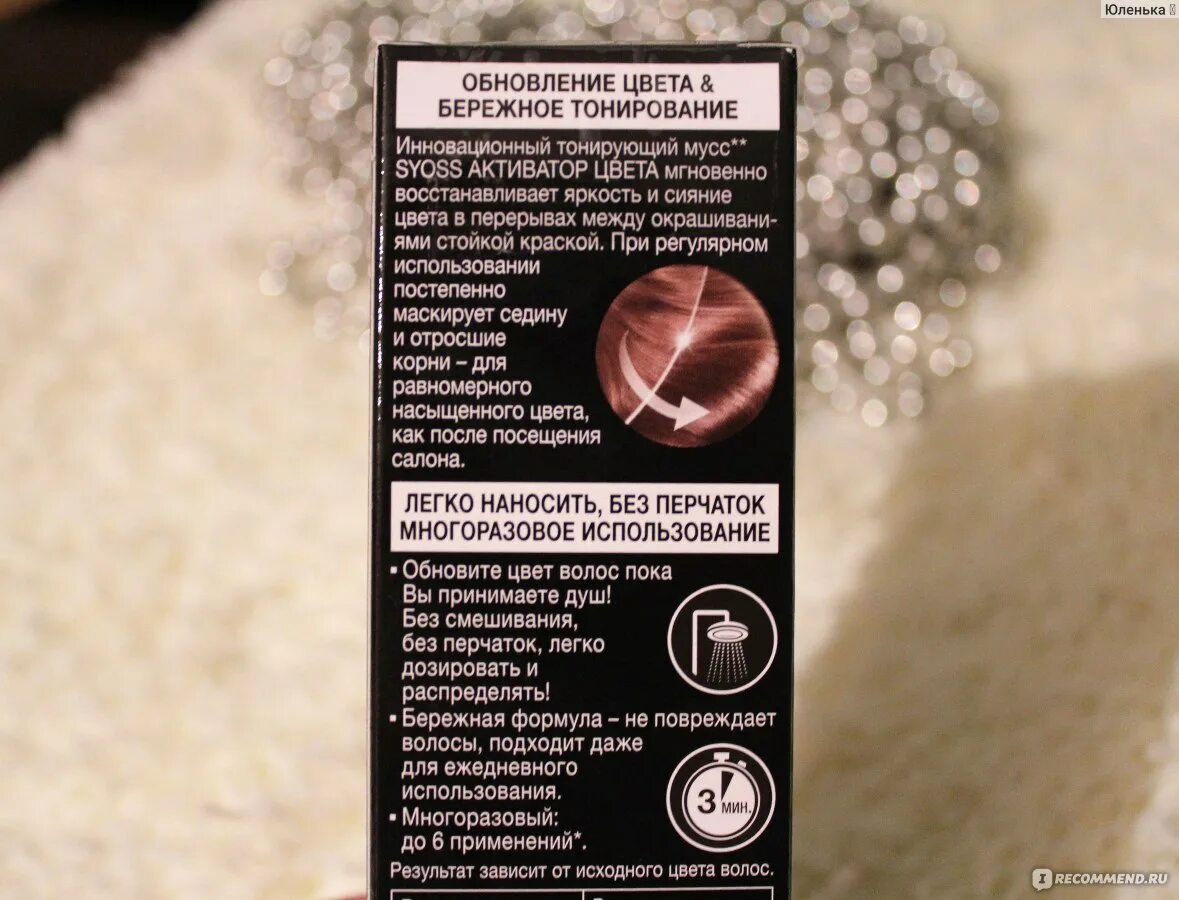 Юленька
ОБНОВЛЕНИЕ ЦВЕТА &
БЕРЕЖНОЕ ТОНИРОВАНИЕ
Инновационный тонирующий мусс**
SYOSS АКТИВАТОР ЦВЕТА мгновенно
восстанавливает яркость и сияние
цвета в перерывах между окрашивани-
ями стойкой краской. При регулярном
использовании
постепенно
маскирует седину
и отросшие
корни – для
равномерного
насыщенного цвета,
как после посещения
салона.
ЛЕГКО НАНОСИТЬ, БЕЗ ПЕРЧАТОК
МНОГОРАЗОВОЕ ИСПОЛЬЗОВАНИЕ
▪ Обновите цвет волос пока
Вы принимаете душ!
Без смешивания,
без перчаток, легко
дозировать и
распределять!
▪ Бережная формула – не повреждает
волосы, подходит даже
для ежедневного
использования.
3 МИН.
▪ Многоразовый:
до 6 применений*.
Результат зависит от исходного цвета волос.
IRECOMMEND.RU